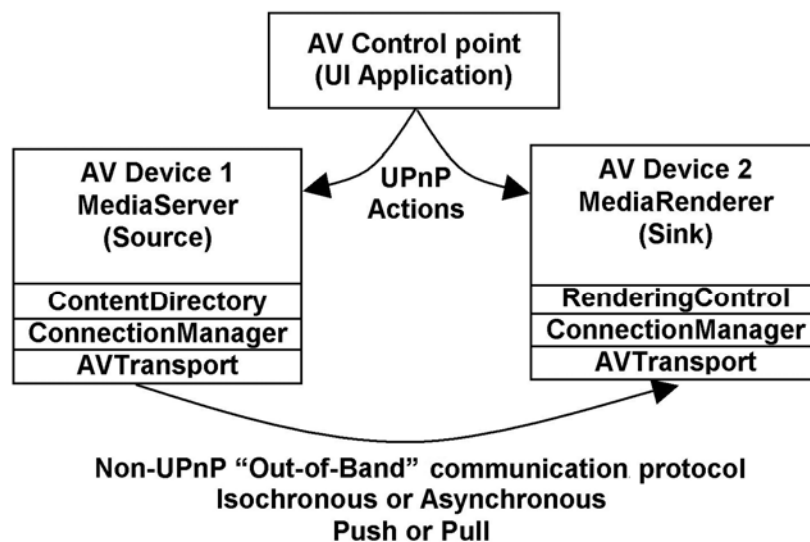 AV Control point
(UI Application)
AV Device 1
MediaServer
(Source)
ContentDirectory
ConnectionManager
AVTransport
UPnP
Actions
AV Device 2
MediaRenderer
(Sink)
RenderingControl
ConnectionManager
AVTransport
Non-UPnP “Out-of-Band” communication protocol
Isochronous or Asynchronous
Push or Pull